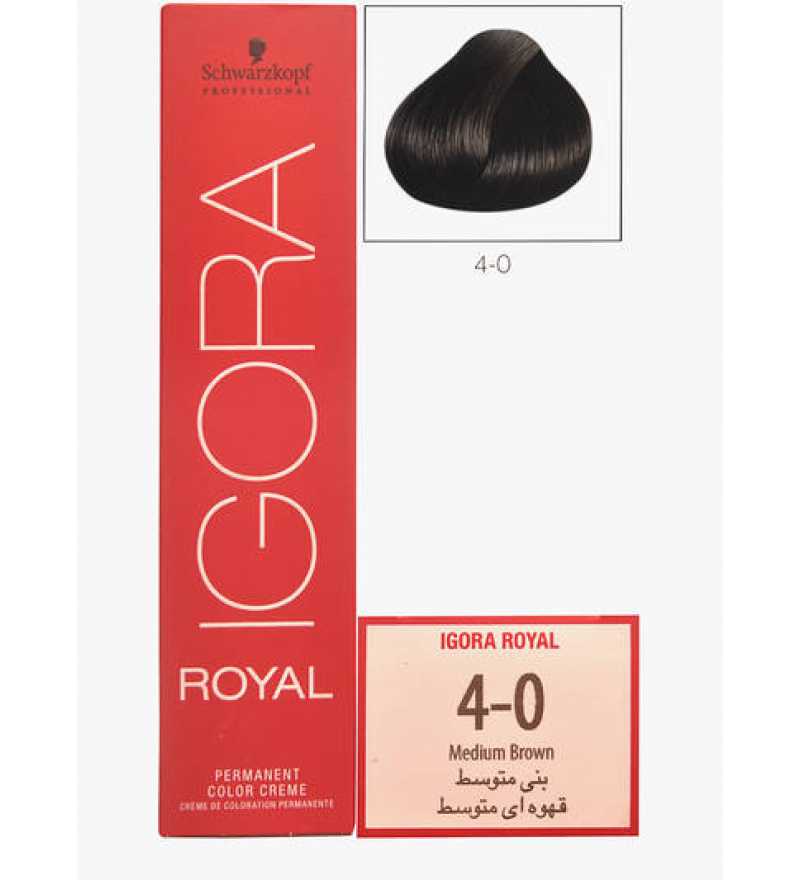 Schwarzkopf
PROFESSIONAL
IGORA
ROYAL
PERMANENT
COLOR CREME
CRÈME DE COLORATION PERMANENTE
4-0
IGORA ROYAL
4-0
Medium Brown
بني متوسط
قهوه ای متوسط